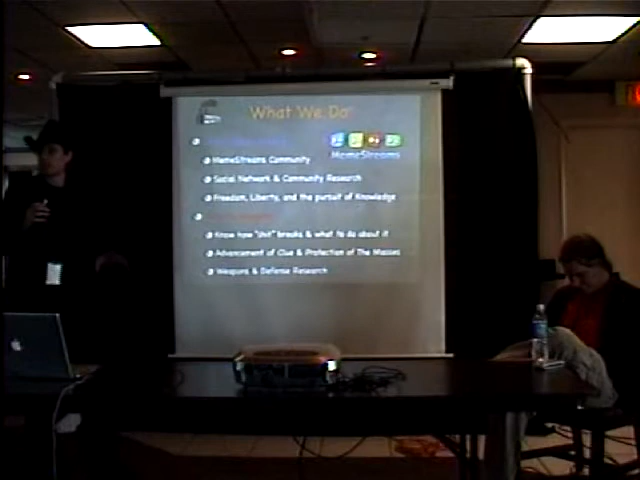 What We Do
MemeStreams
MemeStreams Community
Social Network & Community Research
Freedom, Liberty, and the pursuit of Knowledge
Know how "shit" breaks & what to do about it
Advancement of Clue & Protection of The Masses
Weapons & Defense Research